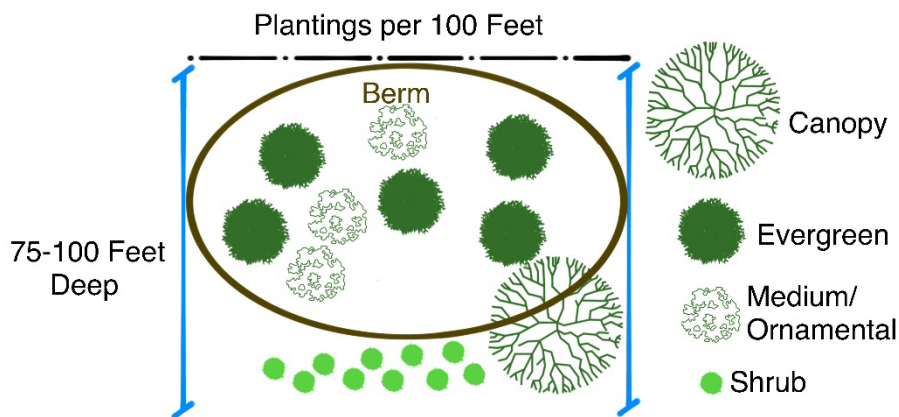 Plantings per 100 Feet
Berm
Canopy
75-100 Feet
Deep
Evergreen
Medium/
Ornamental
Shrub